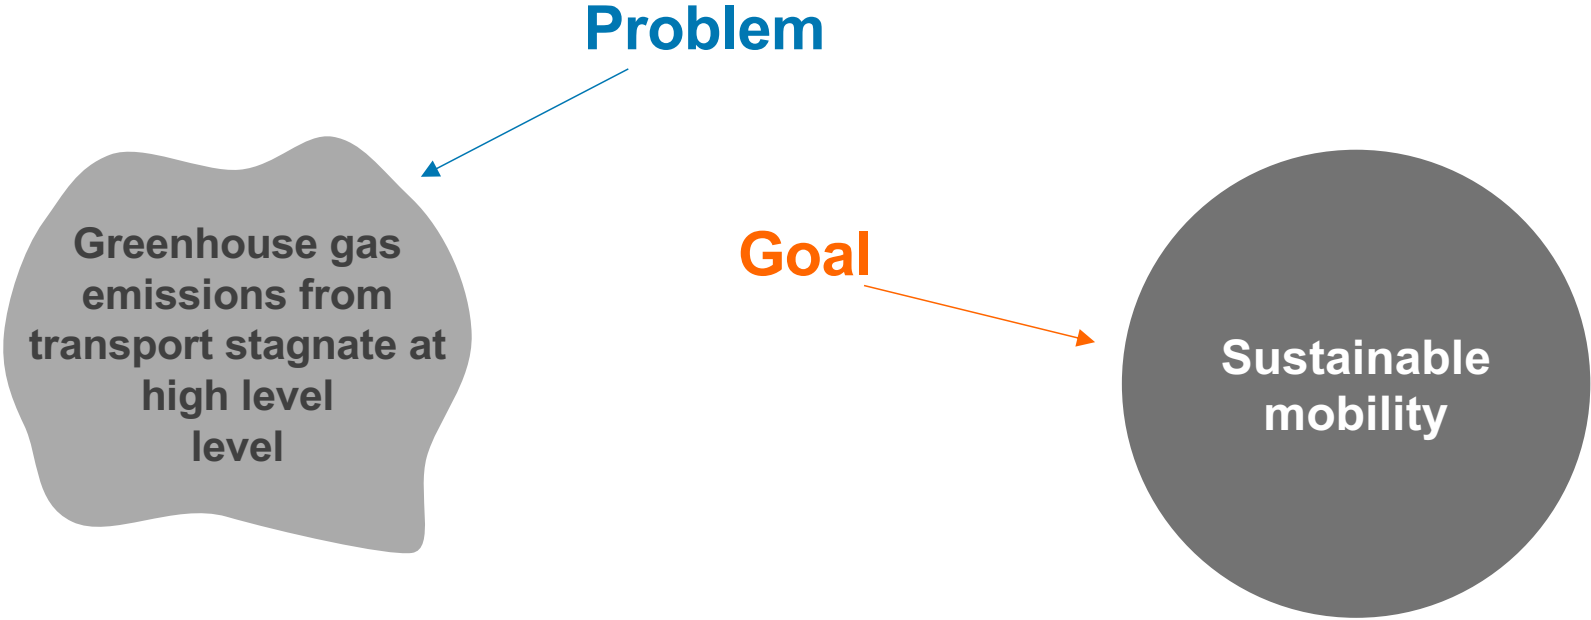 Problem
Goal
Greenhouse gas
emissions from
transport stagnate at
high level
level
Sustainable
mobility